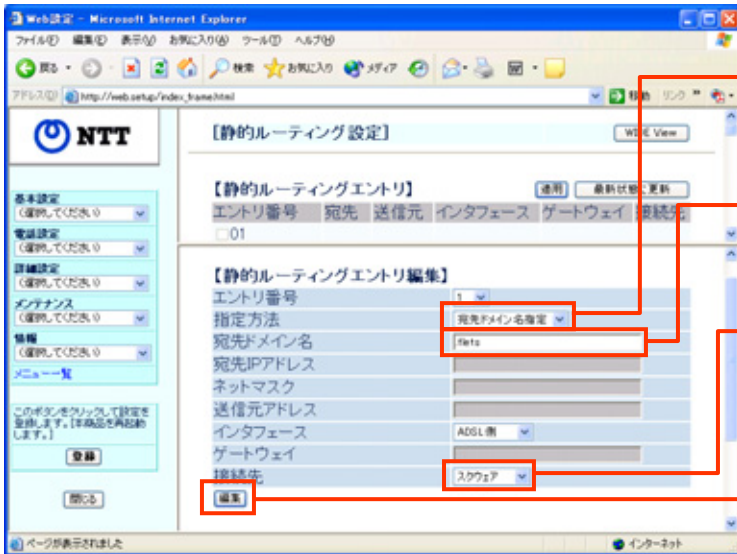 Web設定 - Microsoft Internet Explorer
ファイル(F) 編集(E) 表示(V) お気に入り(A) ツール(T) ヘルプ(H)
戻る 検索 お気に入り メディア
アドレス(D) http://web.setup/index_frame.html 移動 リンク
NTT
基本設定
(選択してください)
電話設定
(選択してください)
詳細設定
(選択してください)
メンテナンス
(選択してください)
情報
(選択してください)
メニュー一覧
このボタンをクリックして設定を
登録します。[本商品を再起動
します。]
登録
閉じる
[静的ルーティング設定] WIDE View
【静的ルーティングエントリ】 適用 最新状態に更新
エントリ番号 宛先 送信元 インタフェース ゲートウェイ 接続先
01
【静的ルーティングエントリ編集】
エントリ番号 1
指定方法 宛先ドメイン名指定
宛先ドメイン名 flets
宛先IPアドレス
ネットマスク
送信元アドレス
インタフェース ADSL側
ゲートウェイ
接続先 スクウェア
編集
ページが表示されました インターネット